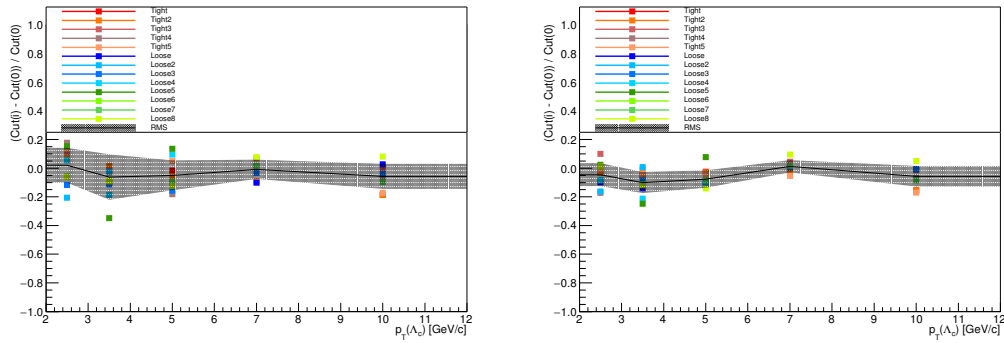 (Cut(i) - Cut(0)) / Cut(0)
Tight
Tight2
Tight3
Tight4
Tight5
Loose
Loose2
Loose3
Loose4
Loose5
Loose6
Loose7
Loose8
RMS
1.0
0.8
0.6
0.4
0.2
0.0
−0.2
−0.4
−0.6
−0.8
−1.0
2 3 4 5 6 7 8 9 10 11 12
p_T(Λ_c) [GeV/c]
(Cut(i) - Cut(0)) / Cut(0)
Tight
Tight2
Tight3
Tight4
Tight5
Loose
Loose2
Loose3
Loose4
Loose5
Loose6
Loose7
Loose8
RMS
1.0
0.8
0.6
0.4
0.2
0.0
−0.2
−0.4
−0.6
−0.8
−1.0
2 3 4 5 6 7 8 9 10 11 12
p_T(Λ_c) [GeV/c]